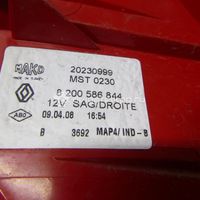 MAKO
20230999
MST 0230
8 200 586 844
12V SAG/DROITE
ABO
09.04.08 16:54
B 3692 MAP4/IND-B